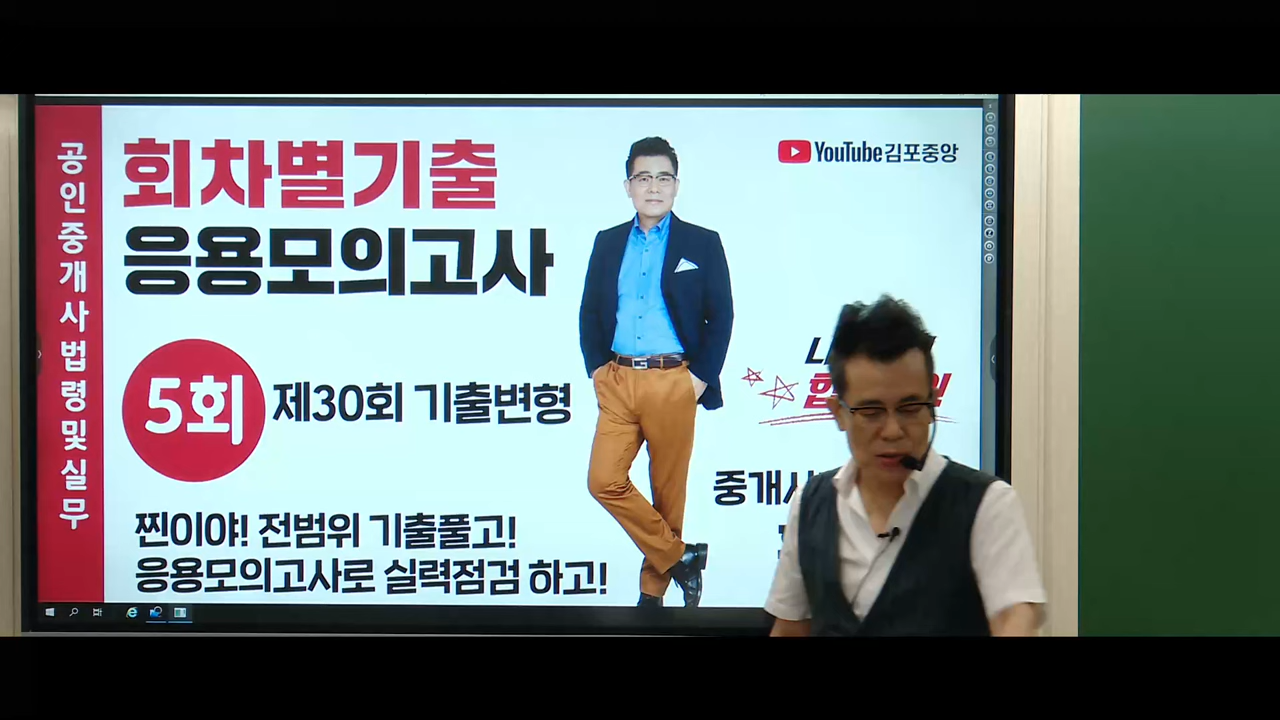 공인중개사법령및실무
회차별기출
응용모의고사
5회
제30회 기출변형
찐이야! 전범위 기출풀고!
응용모의고사로 실력점검 하고!
YouTube김포중앙
중개사